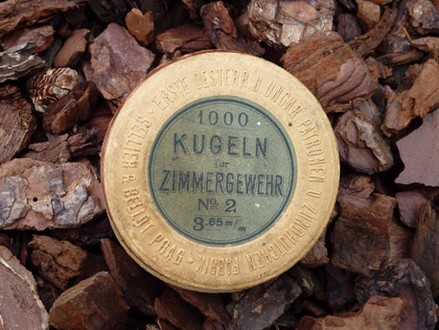 SELLIER & BELLOT PRAG · ERSTE OESTERR. U. UNGAR. PATRONEN U. ZÜNDHÜTCHEN FABRIK
1000
KUGELN
für
ZIMMERGEWEHR
No 2
3.65 m/m